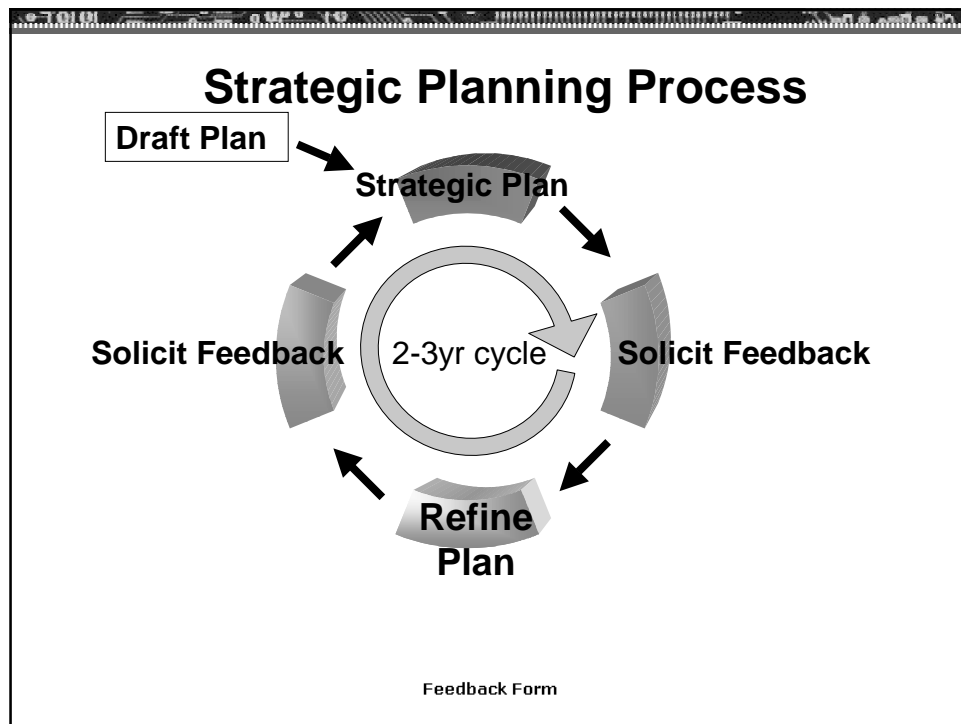 Strategic Planning Process
Draft Plan
Strategic Plan
Solicit Feedback
2-3yr cycle
Solicit Feedback
Refine
Plan
Feedback Form